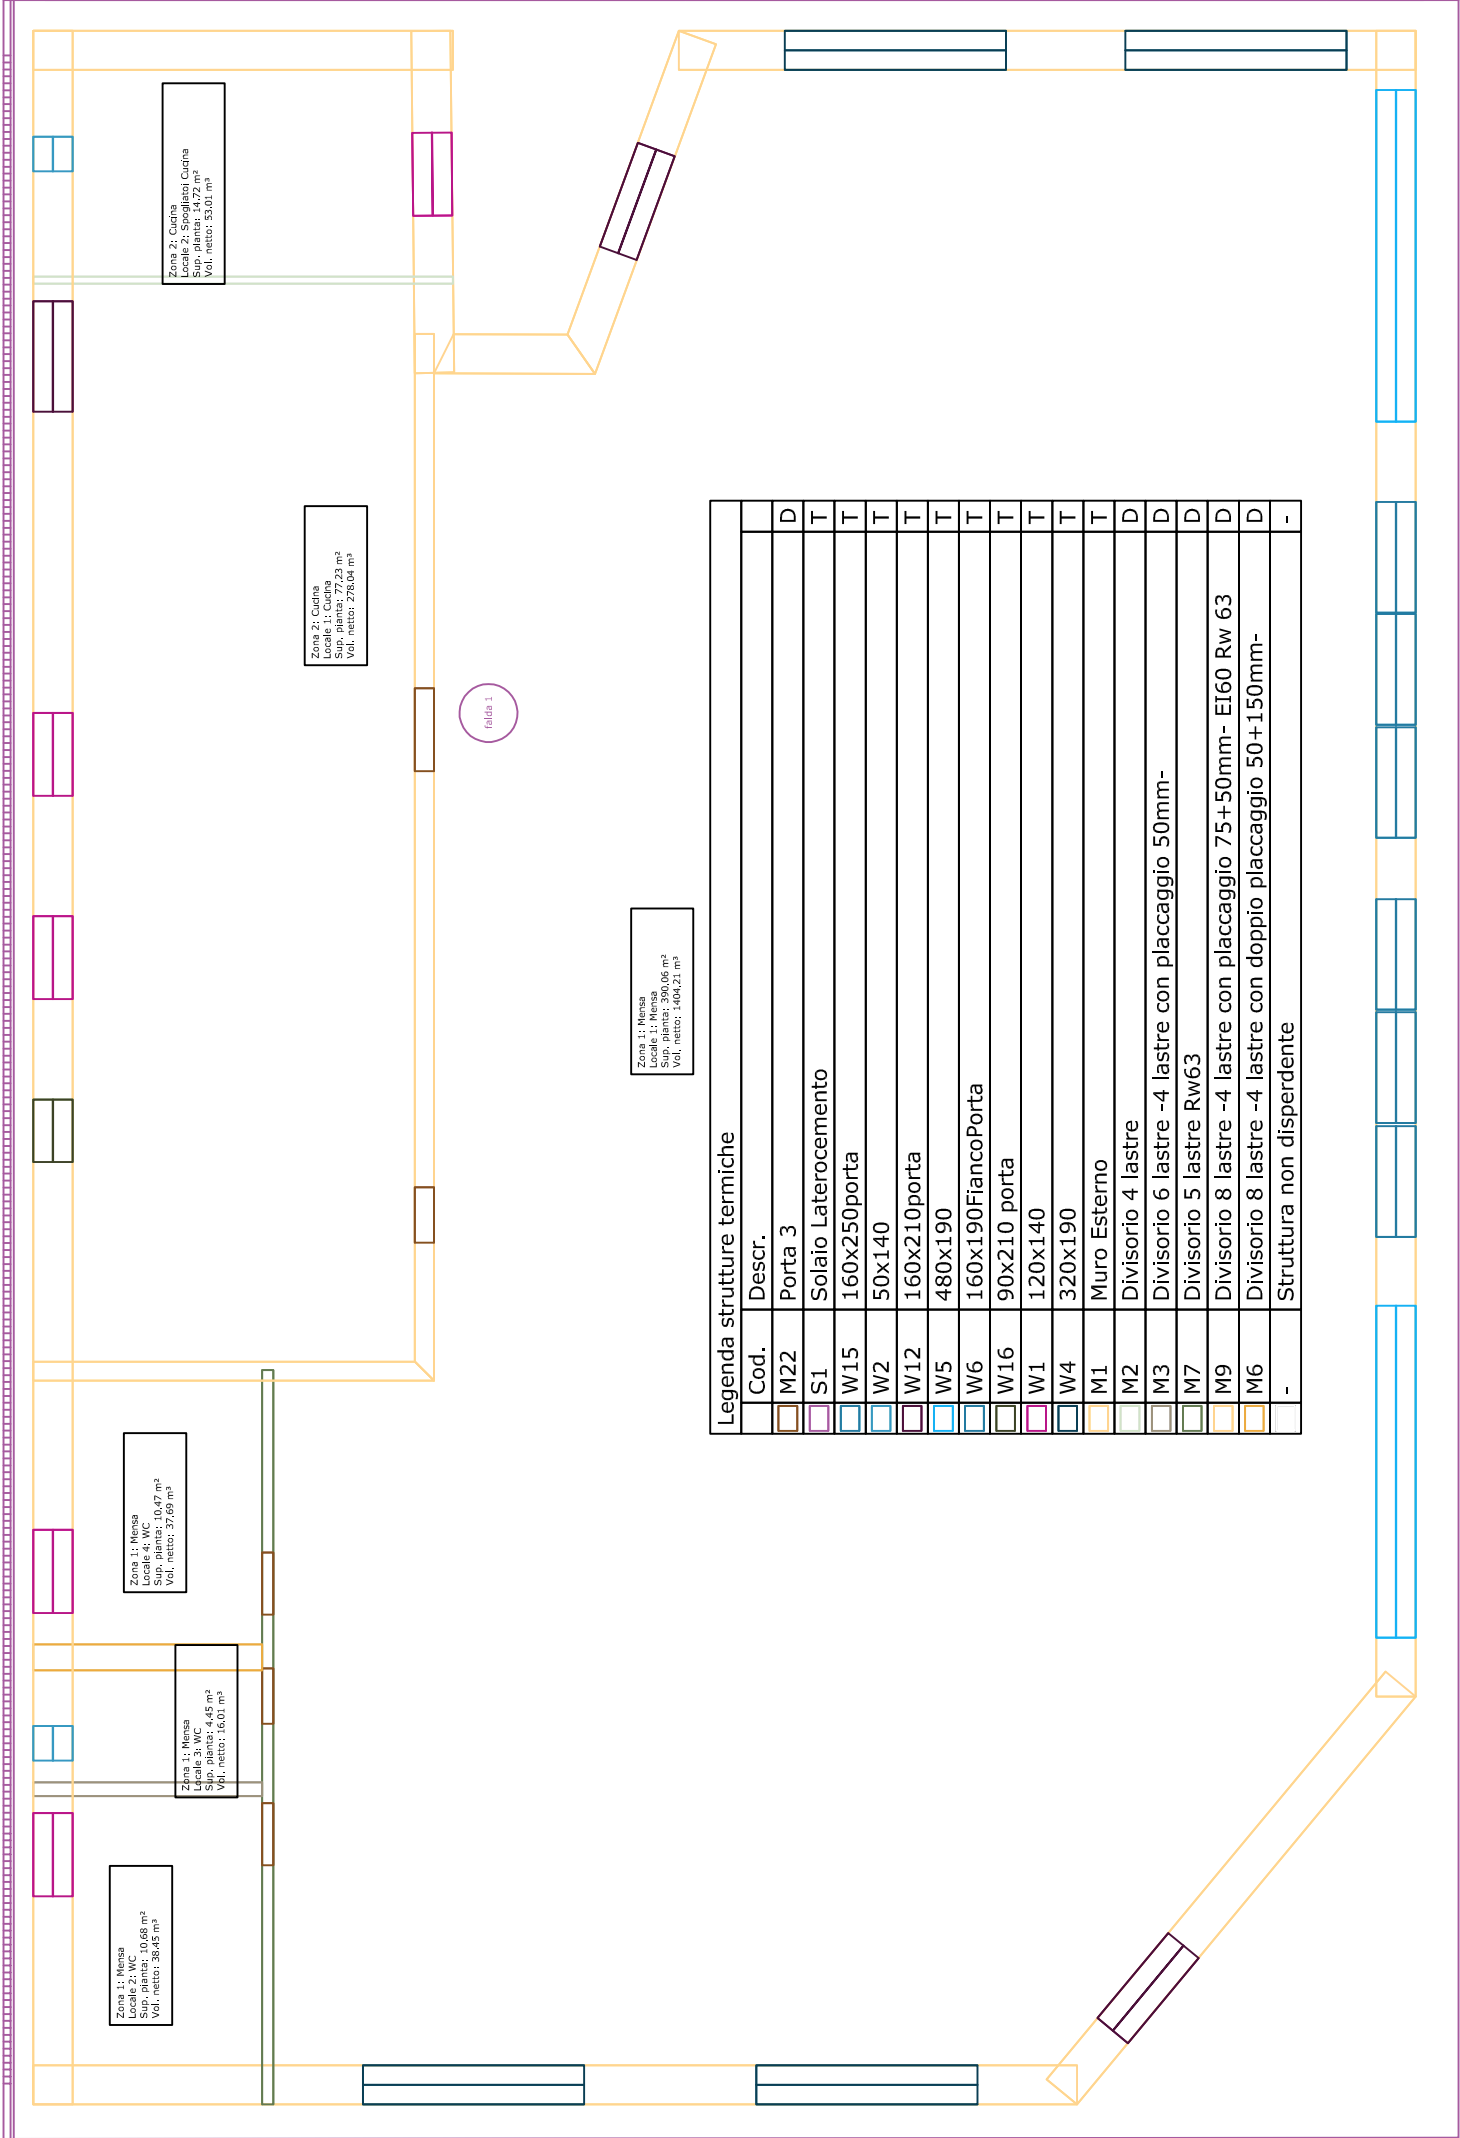 Zona 2: Cucina
Locale 2: Spogliatoi Cucina
Sup. pianta: 14.72 m²
Vol. netto: 53.01 m³
Zona 2: Cucina
Locale 1: Cucina
Sup. pianta: 77.23 m²
Vol. netto: 278.04 m³
falda 1
Zona 1: Mensa
Locale 1: Mensa
Sup. pianta: 390.06 m²
Vol. netto: 1404.21 m³
Zona 1: Mensa
Locale 4: WC
Sup. pianta: 10.47 m²
Vol. netto: 37.69 m³
Zona 1: Mensa
Locale 3: WC
Sup. pianta: 4.45 m²
Vol. netto: 16.01 m³
Zona 1: Mensa
Locale 2: WC
Sup. pianta: 10.68 m²
Vol. netto: 38.45 m³
Legenda strutture termiche
Cod. Descr.
M22 Porta 3 D
S1 Solaio Laterocemento T
W15 160x250porta T
W2 50x140 T
W12 160x210porta T
W5 480x190 T
W6 160x190FiancoPorta T
W16 90x210 porta T
W1 120x140 T
W4 320x190 T
M1 Muro Esterno T
M2 Divisorio 4 lastre D
M3 Divisorio 6 lastre -4 lastre con placcaggio 50mm- D
M7 Divisorio 5 lastre Rw63 D
M9 Divisorio 8 lastre -4 lastre con placcaggio 75+50mm- EI60 Rw 63 D
M6 Divisorio 8 lastre -4 lastre con doppio placcaggio 50+150mm- D
- Struttura non disperdente -